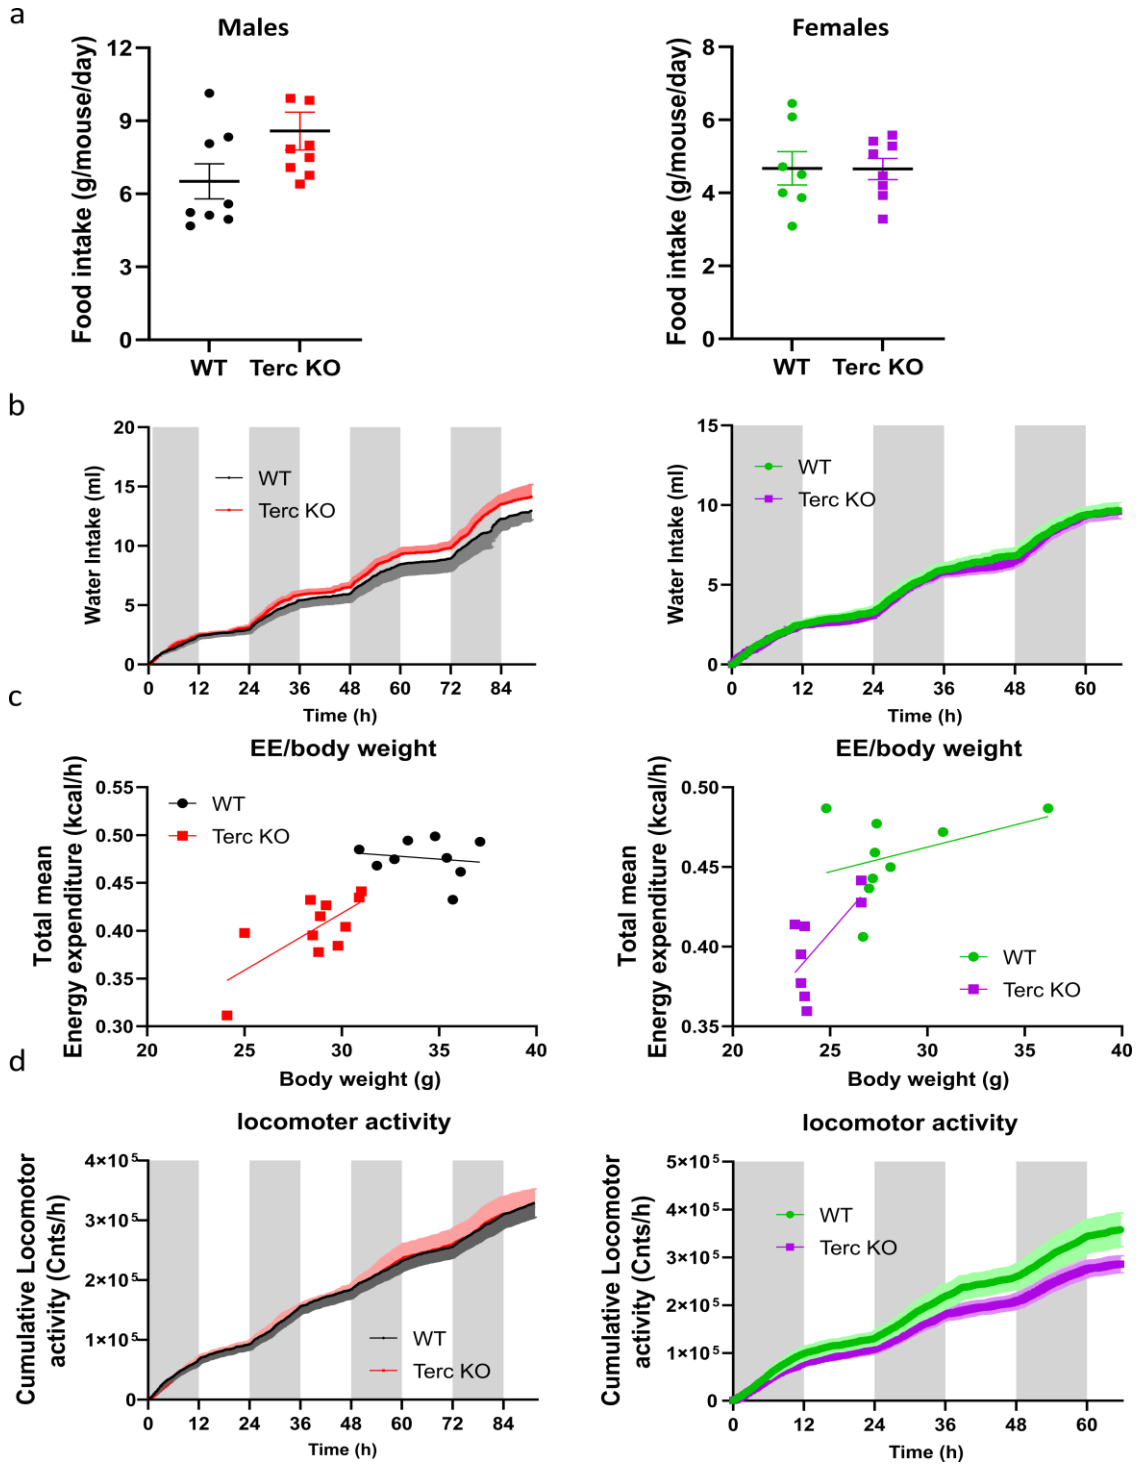 a
Males
Females
Food intake (g/mouse/day)
12
9
6
3
0
WT Terc KO
Food intake (g/mouse/day)
8
6
4
2
0
WT Terc KO
b
Water Intake (ml)
20
15
10
5
0
WT
Terc KO
0 12 24 36 48 60 72 84
Time (h)
Water Intake (ml)
15
10
5
0
WT
Terc KO
0 12 24 36 48 60
Time (h)
c
EE/body weight
EE/body weight
Total mean
Energy expenditure (kcal/h)
0.55
0.50
0.45
0.40
0.35
0.30
WT
Terc KO
20 25 30 35 40
Body weight (g)
Total mean
Energy expenditure (kcal/h)
0.50
0.45
0.40
0.35
WT
Terc KO
20 25 30 35 40
Body weight (g)
d
locomoter activity
locomotor activity
Cumulative Locomotor
activity (Cnts/h)
4×10⁵
3×10⁵
2×10⁵
1×10⁵
0
WT
Terc KO
0 12 24 36 48 60 72 84
Time (h)
Cumulative Locomotor
activity (Cnts/h)
5×10⁵
4×10⁵
3×10⁵
2×10⁵
1×10⁵
0
WT
Terc KO
0 12 24 36 48 60
Time (h)